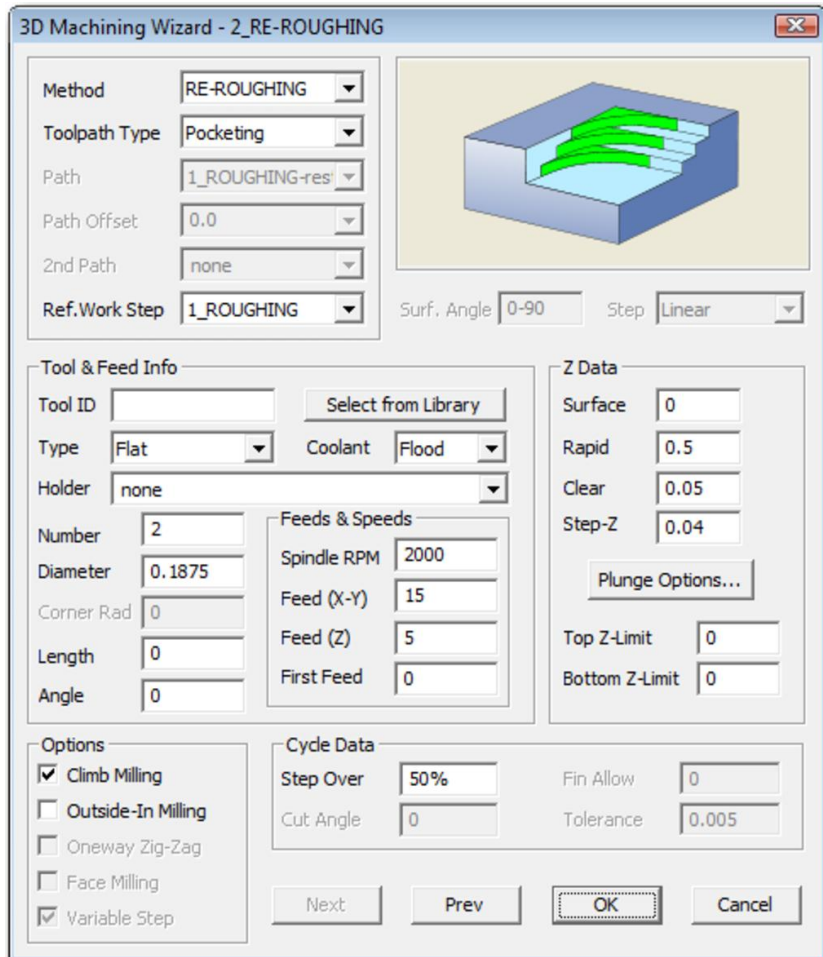 3D Machining Wizard - 2_RE-ROUGHING
Method RE-ROUGHING
Toolpath Type Pocketing
Path 1_ROUGHING-res
Path Offset 0.0
2nd Path none
Ref.Work Step 1_ROUGHING
Surf. Angle 0-90 Step Linear
Tool & Feed Info
Tool ID Select from Library
Type Flat Coolant Flood
Holder none
Number 2
Diameter 0.1875
Corner Rad 0
Length 0
Angle 0
Feeds & Speeds
Spindle RPM 2000
Feed (X-Y) 15
Feed (Z) 5
First Feed 0
Z Data
Surface 0
Rapid 0.5
Clear 0.05
Step-Z 0.04
Plunge Options...
Top Z-Limit 0
Bottom Z-Limit 0
Options
Climb Milling
Outside-In Milling
Oneway Zig-Zag
Face Milling
Variable Step
Cycle Data
Step Over 50% Fin Allow 0
Cut Angle 0 Tolerance 0.005
Next Prev OK Cancel